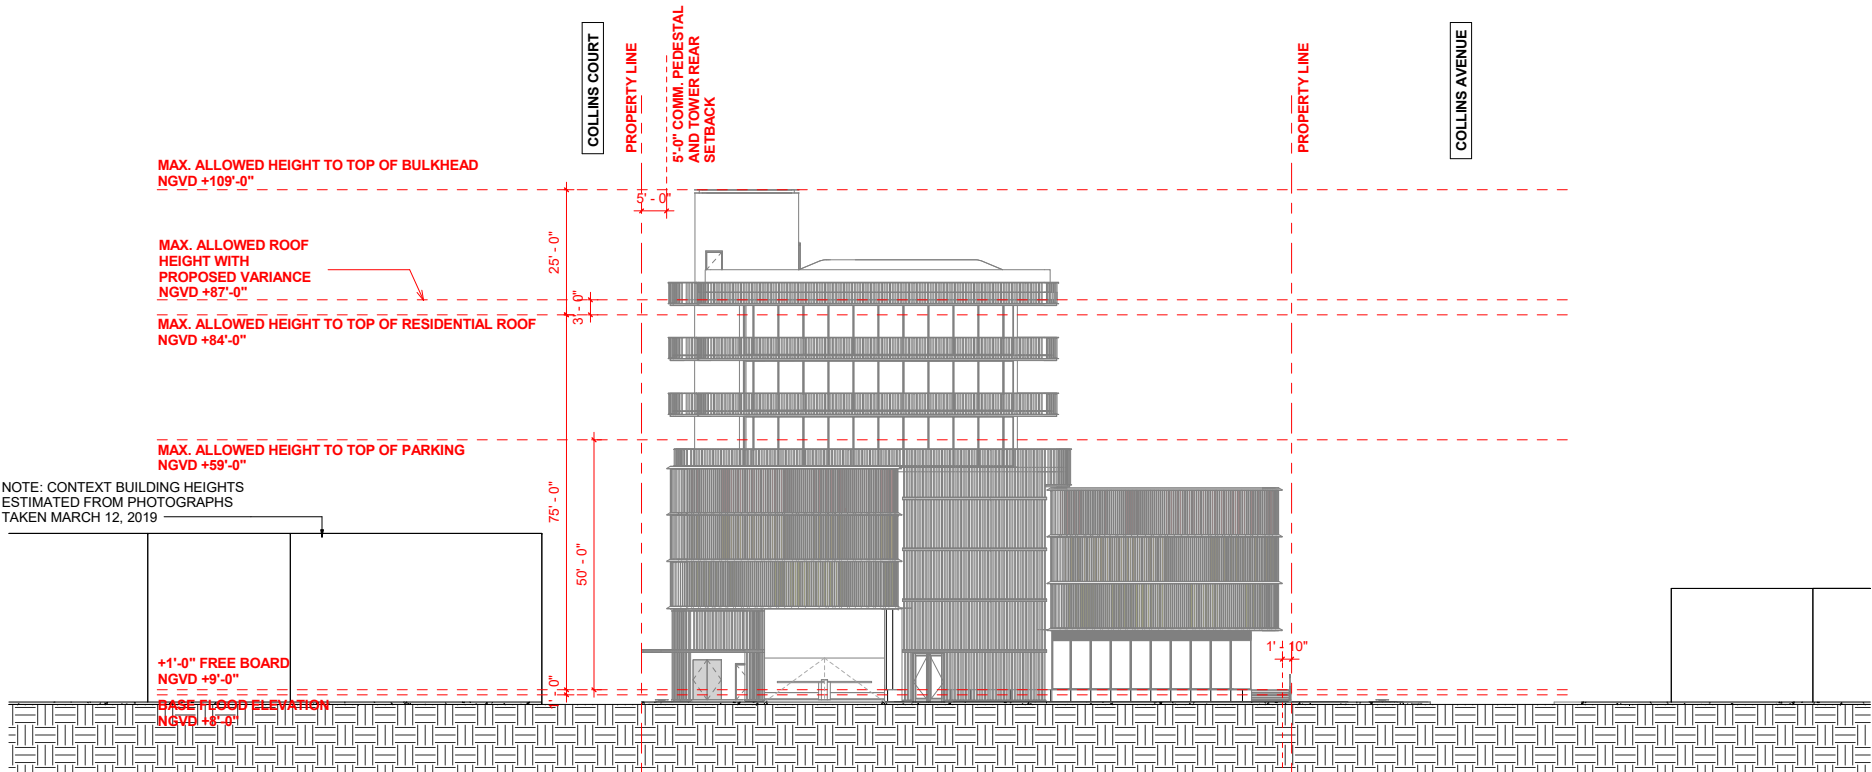 COLLINS COURT
PROPERTY LINE
5'-0" COMM. PEDESTAL
AND TOWER REAR
SETBACK
PROPERTY LINE
COLLINS AVENUE
MAX. ALLOWED HEIGHT TO TOP OF BULKHEAD
NGVD +109'-0"
5' - 0"
MAX. ALLOWED ROOF
HEIGHT WITH
PROPOSED VARIANCE
NGVD +87'-0"
25' - 0"
3' - 0"
MAX. ALLOWED HEIGHT TO TOP OF RESIDENTIAL ROOF
NGVD +84'-0"
MAX. ALLOWED HEIGHT TO TOP OF PARKING
NGVD +59'-0"
NOTE: CONTEXT BUILDING HEIGHTS
ESTIMATED FROM PHOTOGRAPHS
TAKEN MARCH 12, 2019
75' - 0"
50' - 0"
1' - 10"
+1'-0" FREE BOARD
NGVD +9'-0"
BASE FLOOD ELEVATION
NGVD +8'-0"